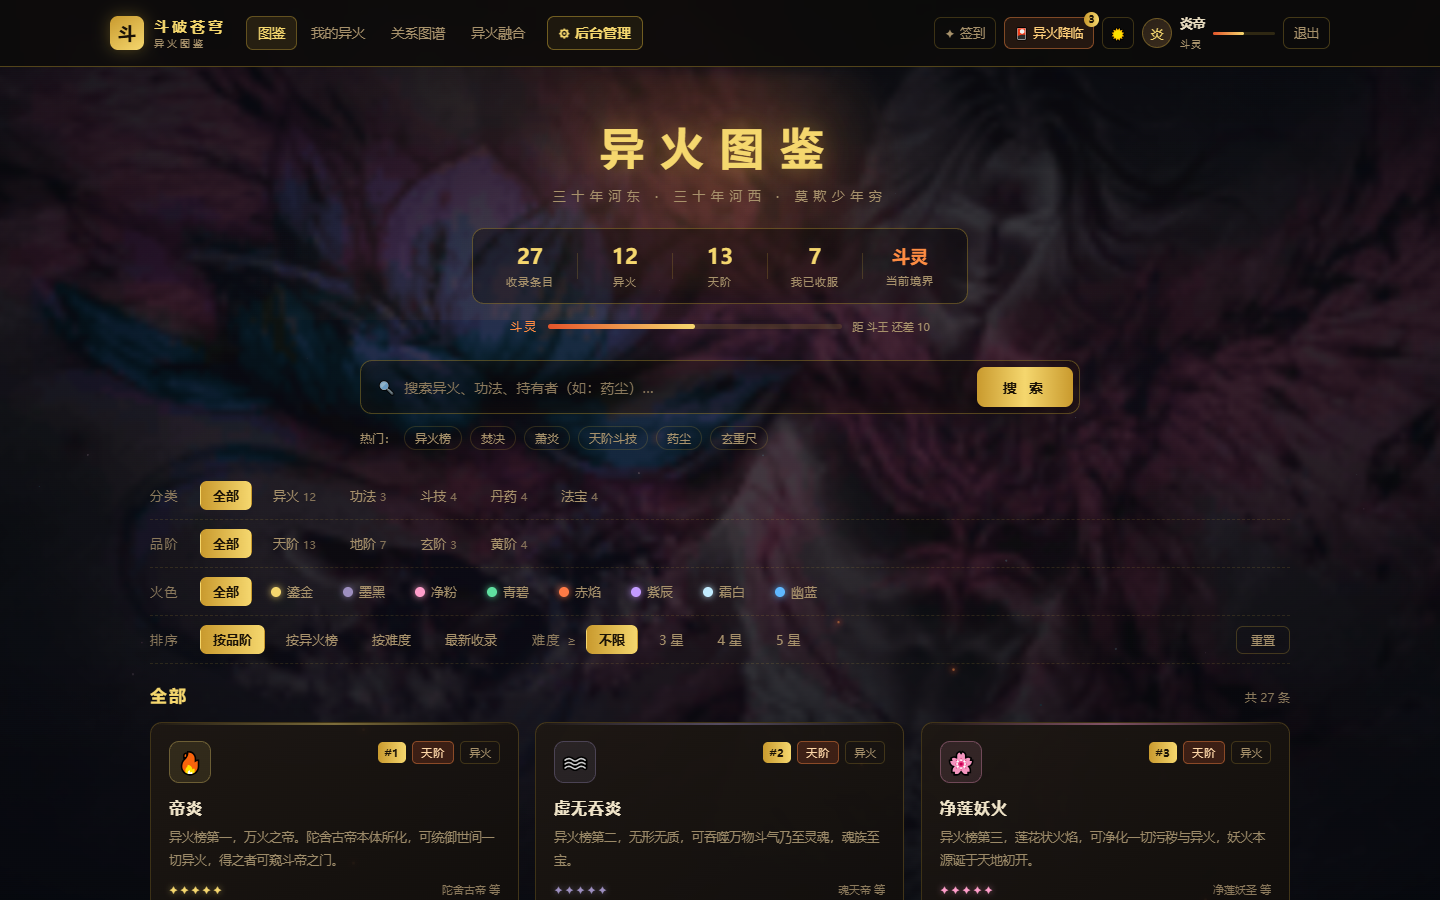 斗 斗破苍穹 图鉴 我的异火 关系图谱 异火融合 ⚙ 后台管理 ✦ 签到 异火降临 3 炎 炎帝 退出
异火图鉴 斗灵
异火图鉴
三十年河东 · 三十年河西 · 莫欺少年穷
27 12 13 7 斗灵
收录条目 异火 天阶 我已收服 当前境界
斗灵 距 斗王 还差 10
搜索异火、功法、持有者（如：药尘）... 搜 索
热门： 异火榜 焚决 萧炎 天阶斗技 药尘 玄重尺
分类 全部 异火 12 功法 3 斗技 4 丹药 4 法宝 4
品阶 全部 天阶 13 地阶 7 玄阶 3 黄阶 4
火色 全部 鎏金 墨黑 净粉 青碧 赤焰 紫辰 霜白 幽蓝
排序 按品阶 按异火榜 按难度 最新收录 难度 ≥ 不限 3 星 4 星 5 星 重置
全部 共 27 条
#1 天阶 异火
帝炎
异火榜第一，万火之帝。陀舍古帝本体所化，可统御世间一
切异火，得之者可窥斗帝之门。
✦✦✦✦✦ 陀舍古帝 等
#2 天阶 异火
虚无吞炎
异火榜第二，无形无质，可吞噬万物斗气乃至灵魂，魂族至
宝。
✦✦✦✦✦ 魂天帝 等
#3 天阶 异火
净莲妖火
异火榜第三，莲花状火焰，可净化一切污秽与异火，妖火本
源诞于天地初开。
✦✦✦✦✦ 净莲妖圣 等